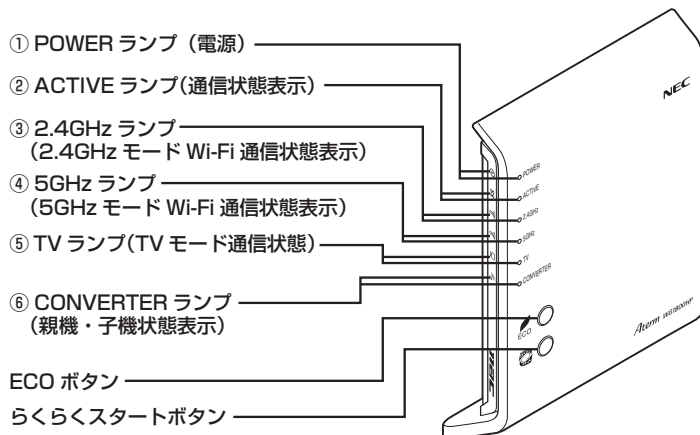 ① POWER ランプ（電源）
② ACTIVE ランプ（通信状態表示）
③ 2.4GHz ランプ
（2.4GHz モード Wi-Fi 通信状態表示）
④ 5GHz ランプ
（5GHz モード Wi-Fi 通信状態表示）
⑤ TV ランプ（TV モード通信状態）
⑥ CONVERTER ランプ
（親機・子機状態表示）
ECO ボタン
らくらくスタートボタン
NEC
POWER
ACTIVE
2.4GHz
5GHz
TV
CONVERTER
ECO
Aterm WG1800HP
NEC